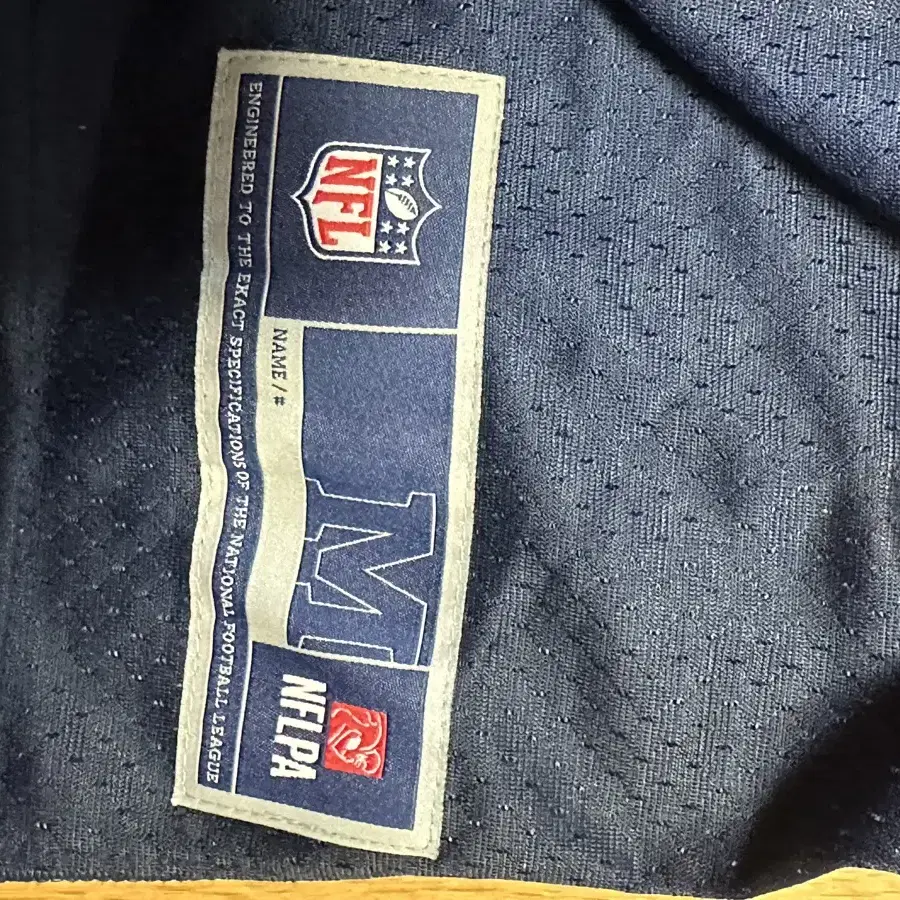 NFL
NAME / #
M
NFLPA
ENGINEERED TO THE EXACT SPECIFICATIONS OF THE NATIONAL FOOTBALL LEAGUE